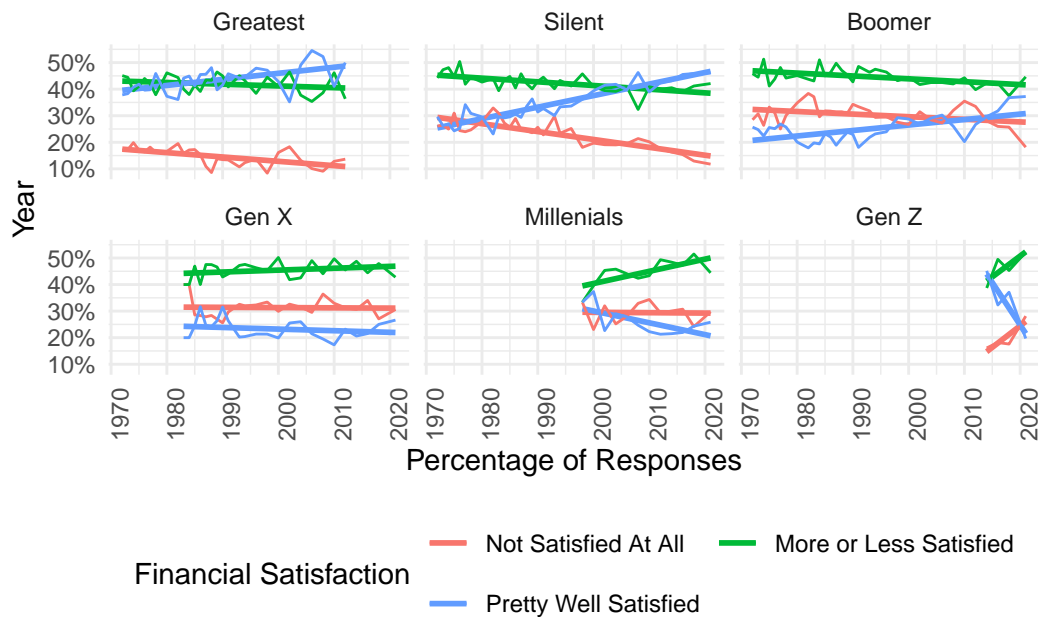 Greatest Silent Boomer
50%
40%
30%
20%
10%
Gen X Millenials Gen Z
50%
40%
30%
20%
10%
Year
1970 1980 1990 2000 2010 2020 1970 1980 1990 2000 2010 2020 1970 1980 1990 2000 2010 2020
Percentage of Responses
Financial Satisfaction
Not Satisfied At All More or Less Satisfied
Pretty Well Satisfied